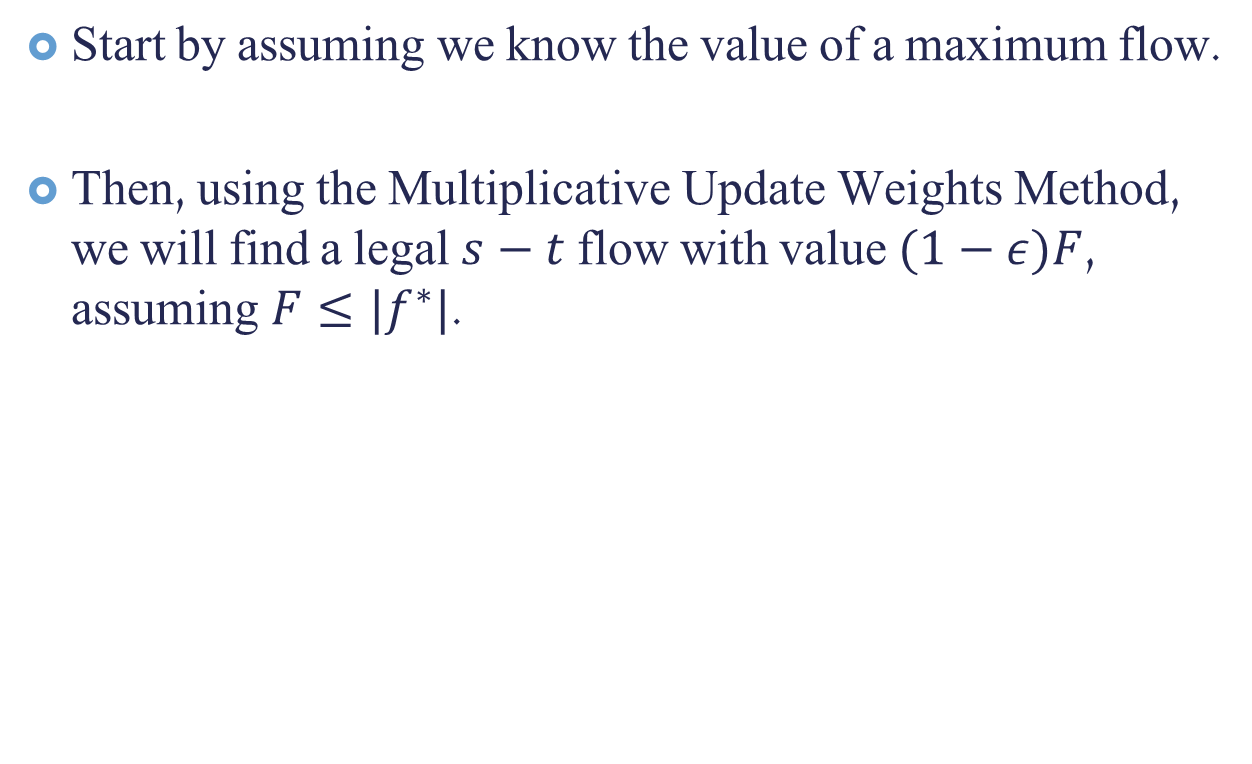 Start by assuming we know the value of a maximum flow.
Then, using the Multiplicative Update Weights Method,
we will find a legal s − t flow with value (1 − ϵ)F,
assuming F ≤ |f*|.